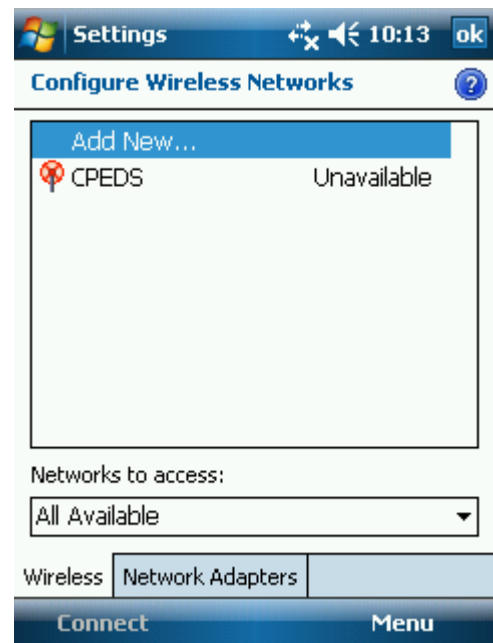 Settings 10:13 ok
Configure Wireless Networks ?
Add New...
CPEDS Unavailable
Networks to access:
All Available
Wireless Network Adapters
Connect Menu